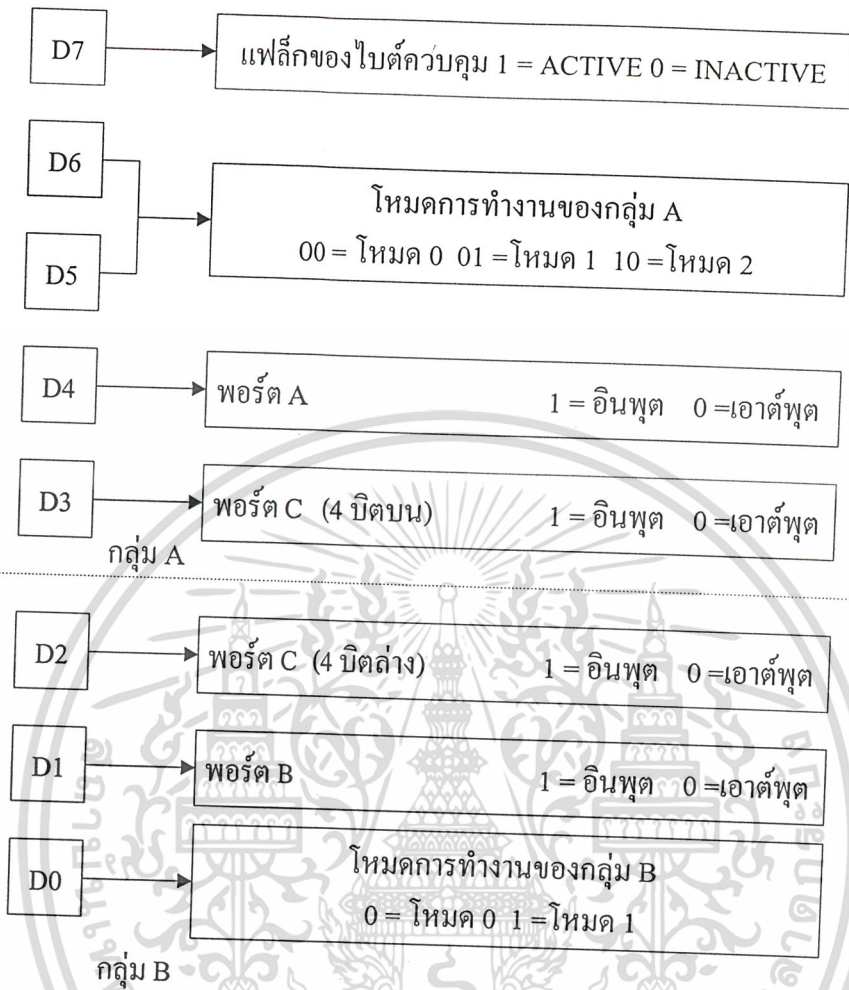 D7
แฟล็กของไบต์ควบคุม 1 = ACTIVE 0 = INACTIVE
D6
D5
โหมดการทำงานของกลุ่ม A
00 = โหมด 0 01 =โหมด 1 10 =โหมด 2
D4
พอร์ต A 1 = อินพุต 0 =เอาต์พุต
D3
พอร์ต C (4 บิตบน) 1 = อินพุต 0 =เอาต์พุต
กลุ่ม A
D2
พอร์ต C (4 บิตล่าง) 1 = อินพุต 0 =เอาต์พุต
D1
พอร์ต B 1 = อินพุต 0 =เอาต์พุต
D0
โหมดการทำงานของกลุ่ม B
0 = โหมด 0 1 =โหมด 1
กลุ่ม B